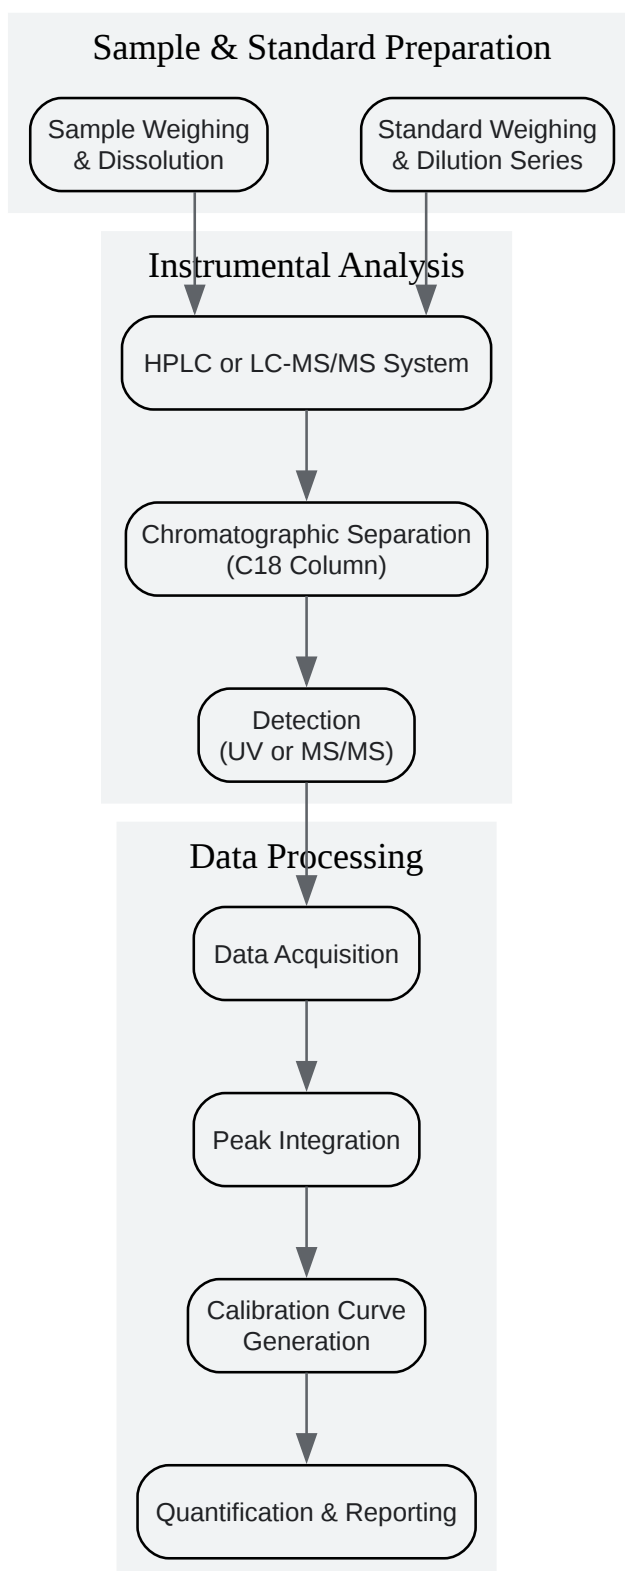 Sample & Standard Preparation
Sample Weighing
& Dissolution
Standard Weighing
& Dilution Series
Instrumental Analysis
HPLC or LC-MS/MS System
Chromatographic Separation
(C18 Column)
Detection
(UV or MS/MS)
Data Processing
Data Acquisition
Peak Integration
Calibration Curve
Generation
Quantification & Reporting